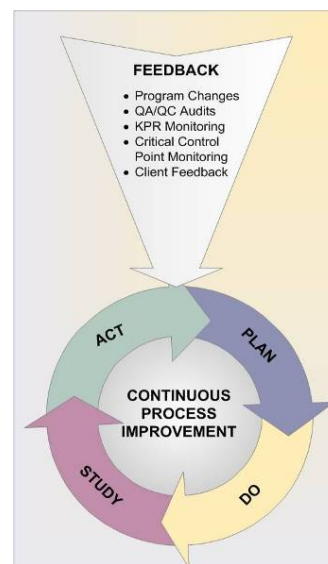 FEEDBACK
• Program Changes
• QA/QC Audits
• KPR Monitoring
• Critical Control
Point Monitoring
• Client Feedback
ACT
PLAN
CONTINUOUS
PROCESS
IMPROVEMENT
STUDY
DO